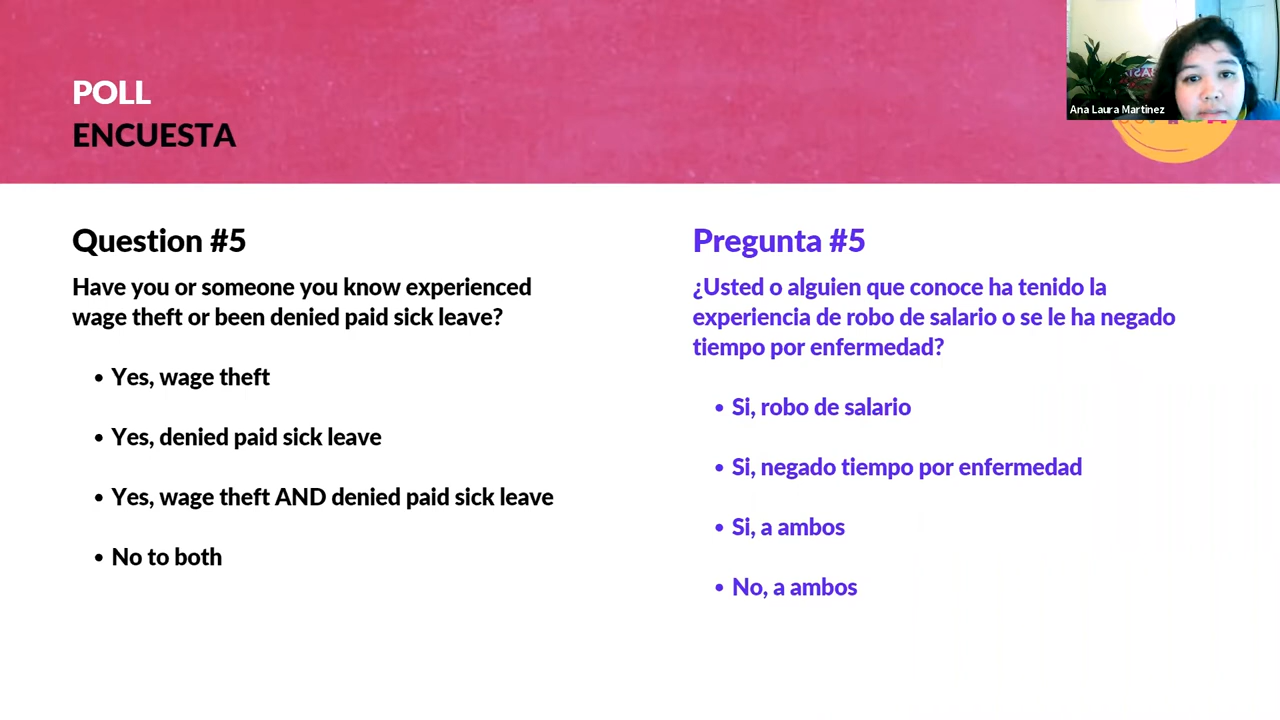 POLL
ENCUESTA
Ana Laura Martinez
Question #5
Have you or someone you know experienced
wage theft or been denied paid sick leave?
• Yes, wage theft
• Yes, denied paid sick leave
• Yes, wage theft AND denied paid sick leave
• No to both
Pregunta #5
¿Usted o alguien que conoce ha tenido la
experiencia de robo de salario o se le ha negado
tiempo por enfermedad?
• Si, robo de salario
• Si, negado tiempo por enfermedad
• Si, a ambos
• No, a ambos